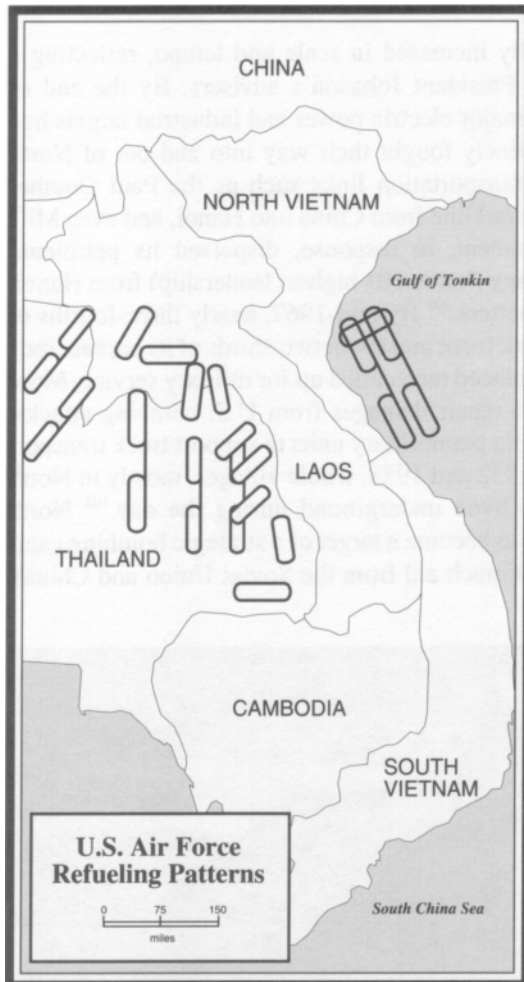 CHINA
NORTH VIETNAM
Gulf of Tonkin
LAOS
THAILAND
CAMBODIA
SOUTH
VIETNAM
U.S. Air Force
Refueling Patterns
0 75 150
miles
South China Sea